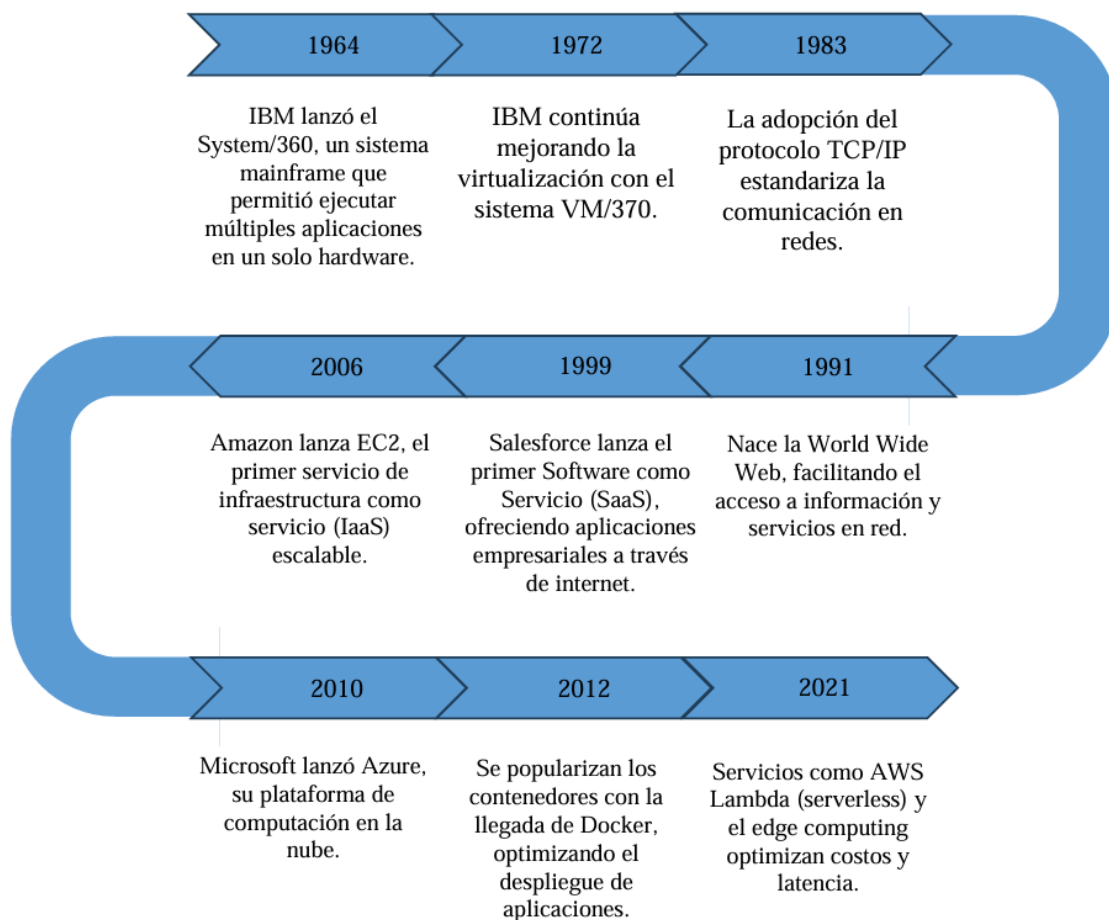 1964
1972
1983
IBM lanzó el
System/360, un sistema
mainframe que
permitió ejecutar
múltiples aplicaciones
en un solo hardware.
IBM continúa
mejorando la
virtualización con el
sistema VM/370.
La adopción del
protocolo TCP/IP
estandariza la
comunicación en
redes.
2006
1999
1991
Amazon lanza EC2, el
primer servicio de
infraestructura como
servicio (IaaS)
escalable.
Salesforce lanza el
primer Software como
Servicio (SaaS),
ofreciendo aplicaciones
empresariales a través
de internet.
Nace la World Wide
Web, facilitando el
acceso a información y
servicios en red.
2010
2012
2021
Microsoft lanzó Azure,
su plataforma de
computación en la
nube.
Se popularizan los
contenedores con la
llegada de Docker,
optimizando el
despliegue de
aplicaciones.
Servicios como AWS
Lambda (serverless) y
el edge computing
optimizan costos y
latencia.